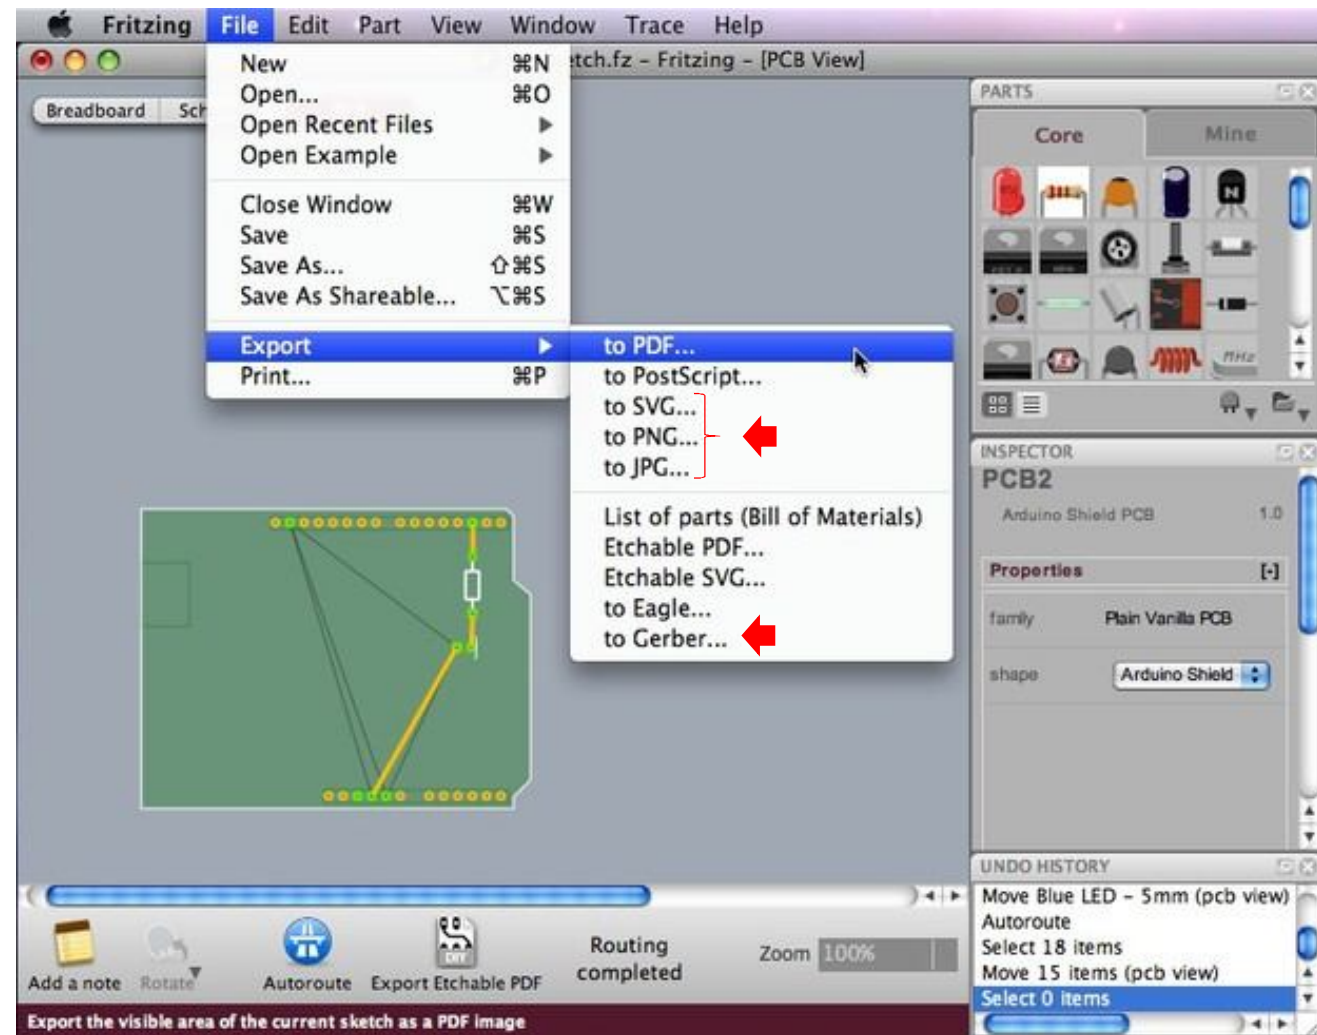 Fritzing File Edit Part View Window Trace Help
etch.fz – Fritzing – [PCB View]
Breadboard Sch
New ⌘N
Open... ⌘O
Open Recent Files
Open Example
Close Window ⌘W
Save ⌘S
Save As... ⇧⌘S
Save As Shareable... ⌥⌘S
Export
Print... ⌘P
to PDF...
to PostScript...
to SVG...
to PNG...
to JPG...
List of parts (Bill of Materials)
Etchable PDF...
Etchable SVG...
to Eagle...
to Gerber...
PARTS
Core Mine
N
MHz
INSPECTOR
PCB2
Arduino Shield PCB 1.0
Properties [-]
family Plain Vanilla PCB
shape Arduino Shield
UNDO HISTORY
Move Blue LED – 5mm (pcb view)
Autoroute
Select 18 items
Move 15 items (pcb view)
Select 0 items
Add a note
Rotate
Autoroute
DIY
Export Etchable PDF
Routing
completed
Zoom 100%
Export the visible area of the current sketch as a PDF image